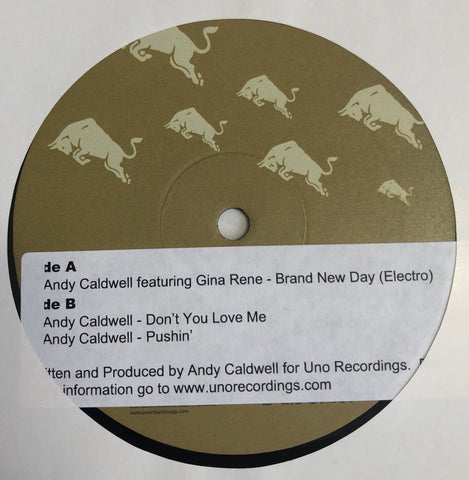 de A
Andy Caldwell featuring Gina Rene - Brand New Day (Electro)
de B
Andy Caldwell - Don't You Love Me
Andy Caldwell - Pushin'
itten and Produced by Andy Caldwell for Uno Recordings.
information go to www.unorecordings.com